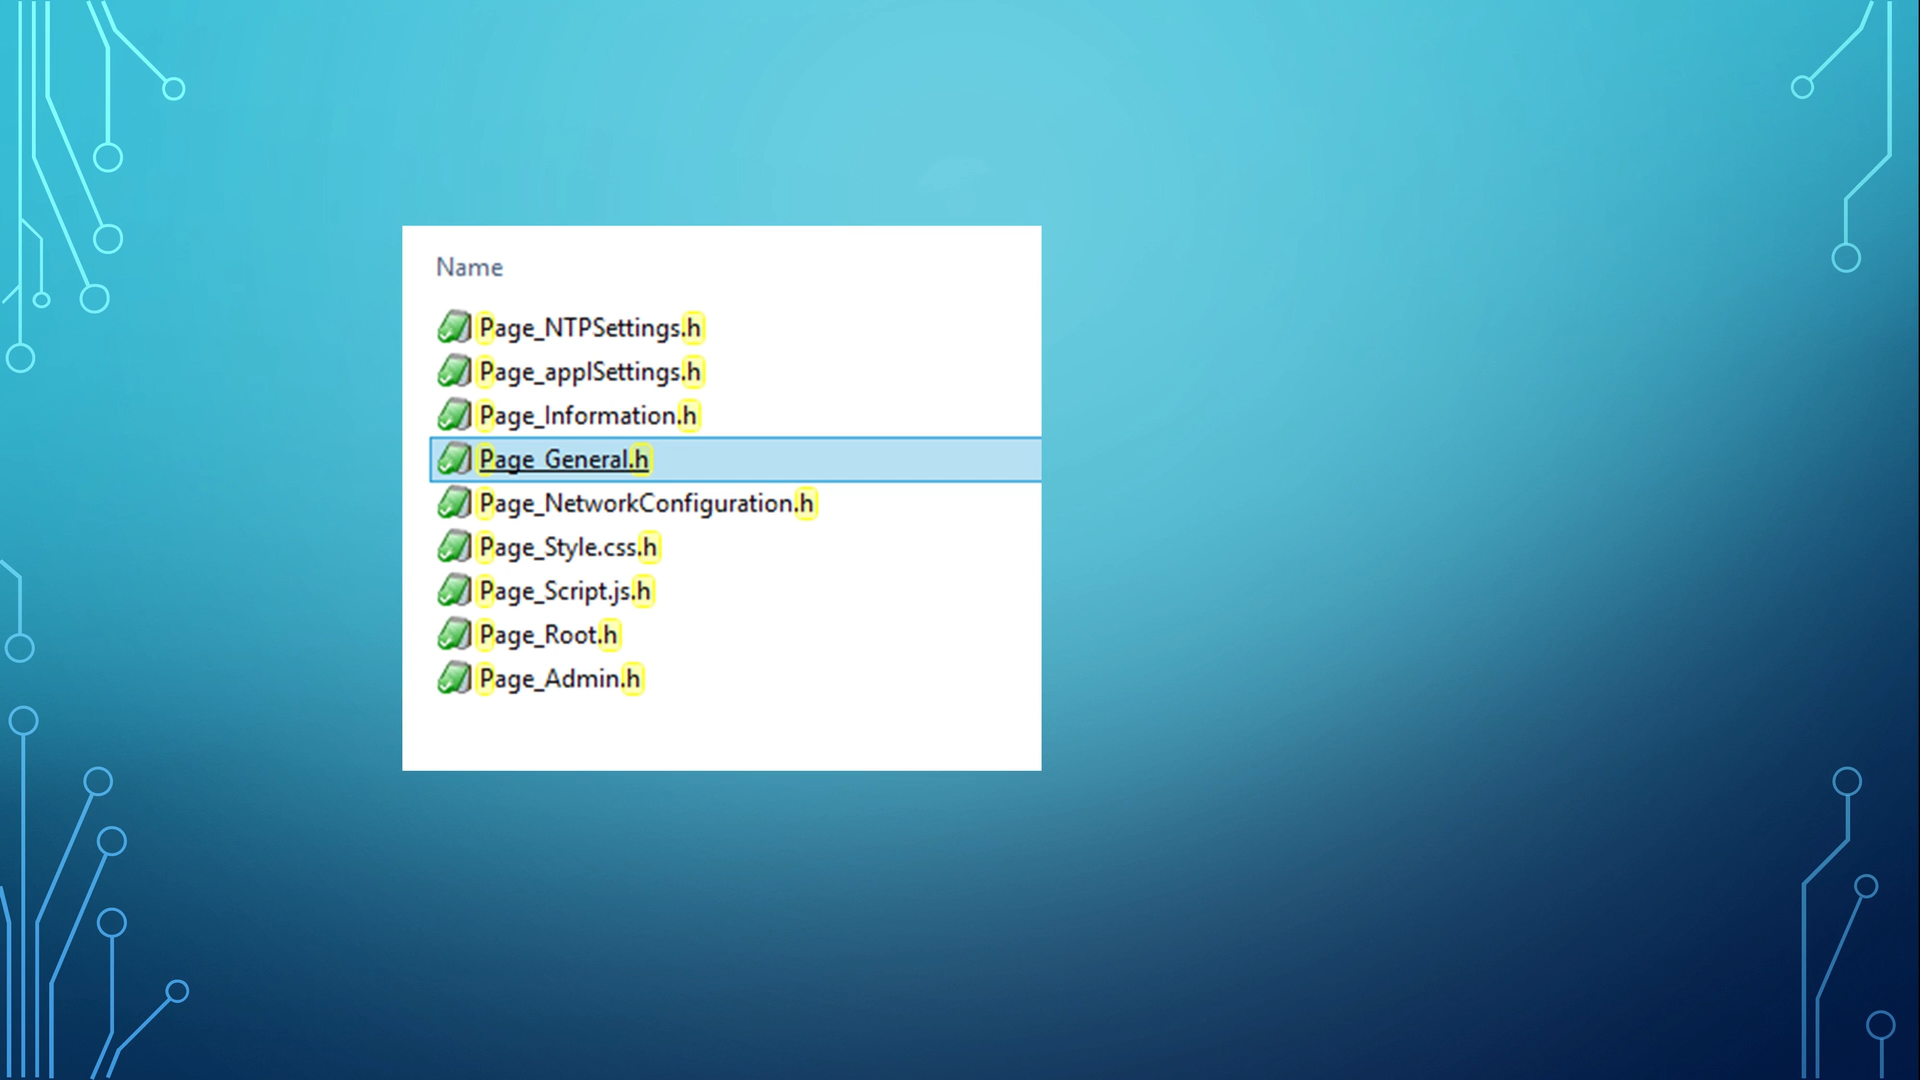 Name
Page_NTPSettings.h
Page_applSettings.h
Page_Information.h
Page_General.h
Page_NetworkConfiguration.h
Page_Style.css.h
Page_Script.js.h
Page_Root.h
Page_Admin.h